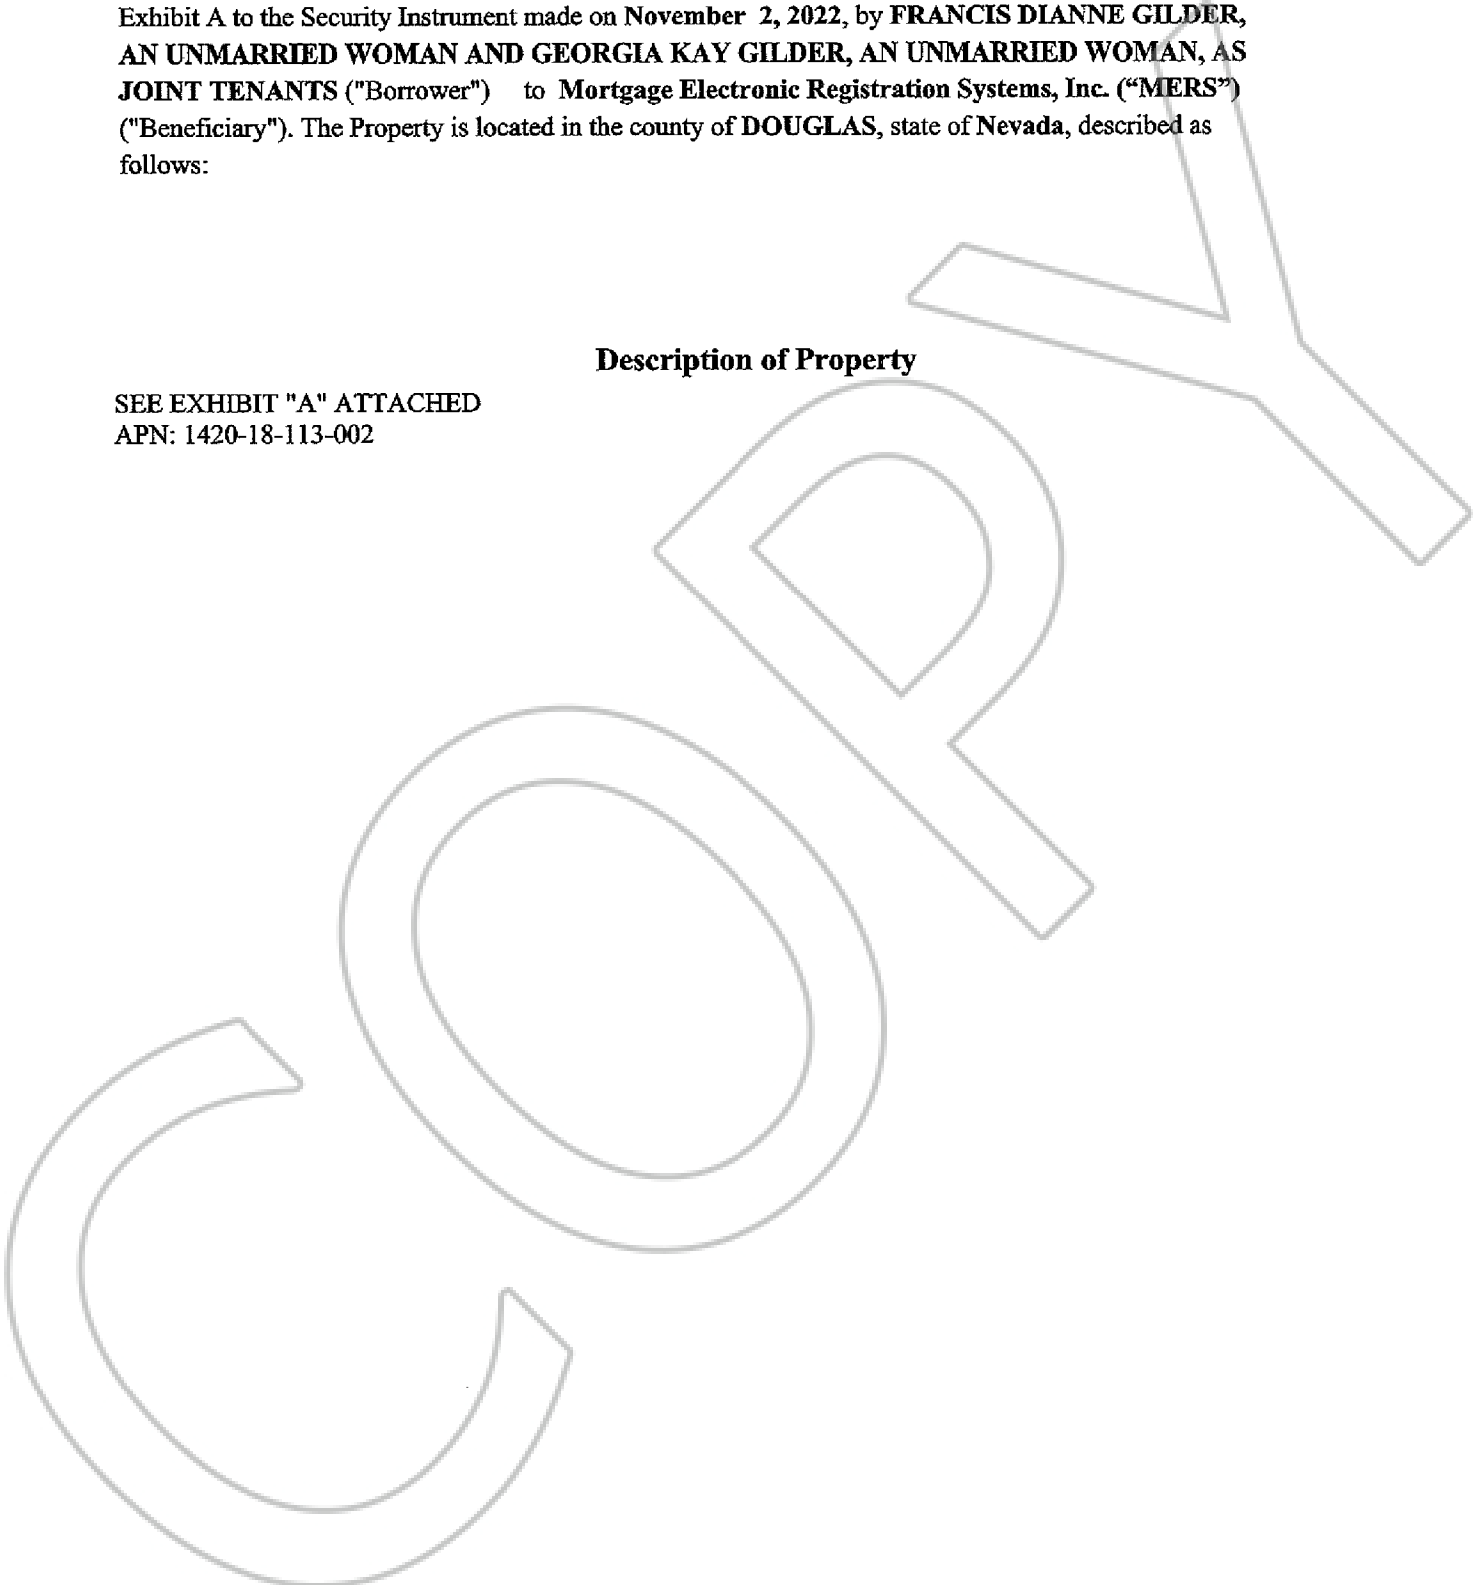 Exhibit A to the Security Instrument made on November 2, 2022, by FRANCIS DIANNE GILDER,
AN UNMARRIED WOMAN AND GEORGIA KAY GILDER, AN UNMARRIED WOMAN, AS
JOINT TENANTS ("Borrower") to Mortgage Electronic Registration Systems, Inc. (“MERS”)
("Beneficiary"). The Property is located in the county of DOUGLAS, state of Nevada, described as
follows:
Description of Property
SEE EXHIBIT "A" ATTACHED
APN: 1420-18-113-002
COPY